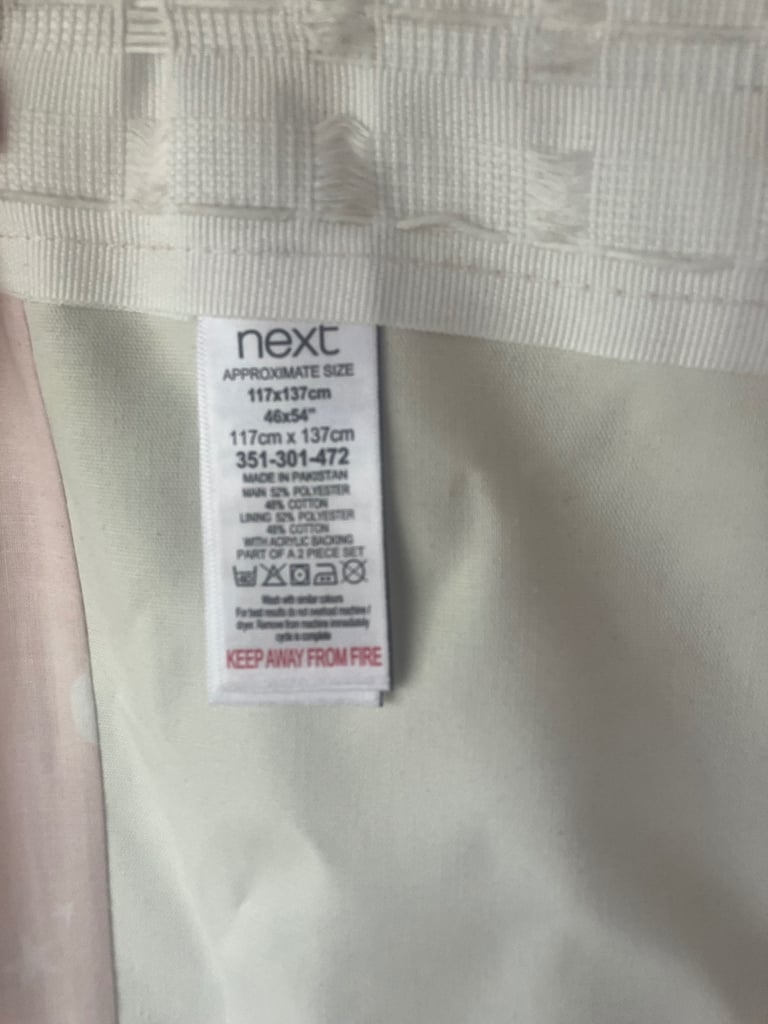 next
APPROXIMATE SIZE
117x137cm
46x54"
117cm x 137cm
351-301-472
MADE IN PAKISTAN
MAIN 52% POLYESTER
48% COTTON
LINING 52% POLYESTER
48% COTTON
WITH ACRYLIC BACKING
PART OF A 2 PIECE SET
40
Wash with similar colours
For best results do not overload machine /
dryer. Remove from machine immediately
cycle is complete
KEEP AWAY FROM FIRE